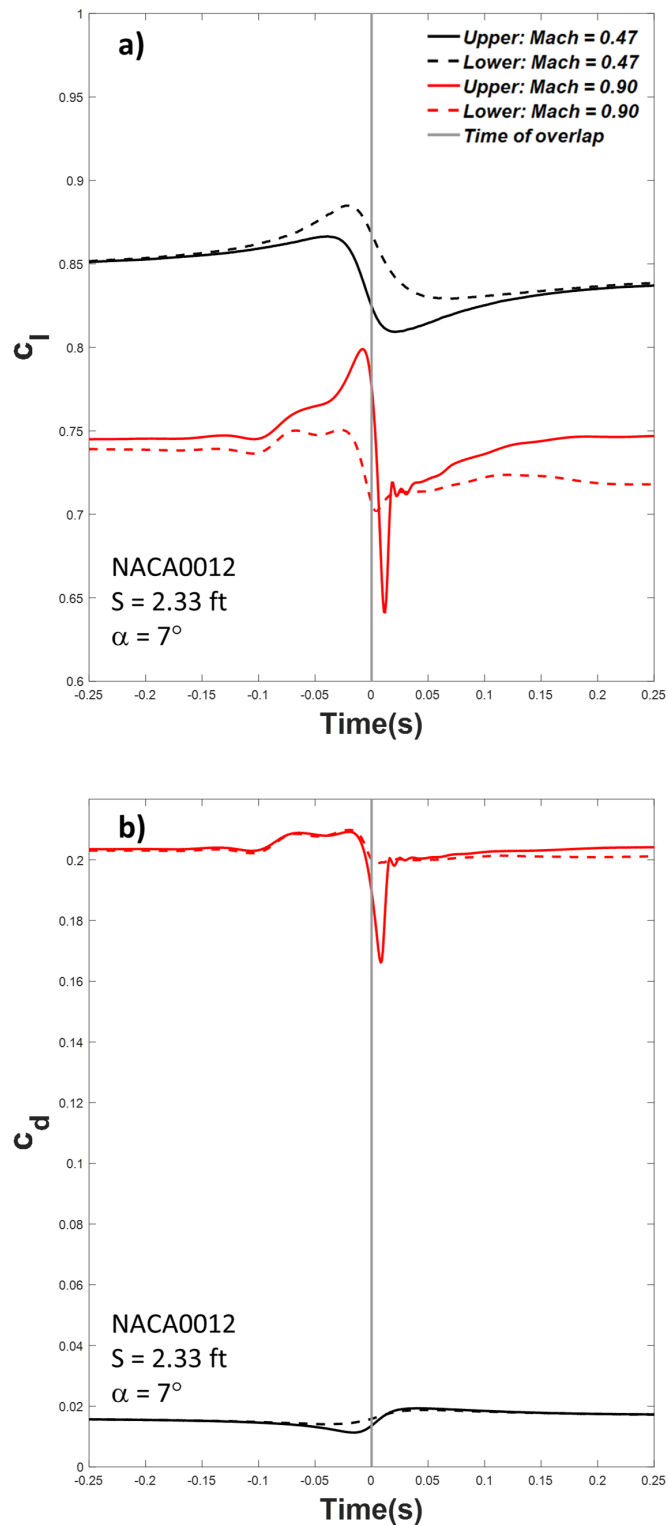 a)
Upper: Mach = 0.47
Lower: Mach = 0.47
Upper: Mach = 0.90
Lower: Mach = 0.90
Time of overlap
1
0.95
0.9
0.85
0.8
0.75
0.7
0.65
0.6
c_l
NACA0012
S = 2.33 ft
α = 7°
-0.25 -0.2 -0.15 -0.1 -0.05 0 0.05 0.1 0.15 0.2 0.25
Time(s)
b)
0.2
0.18
0.16
0.14
0.12
0.1
0.08
0.06
0.04
0.02
0
c_d
NACA0012
S = 2.33 ft
α = 7°
-0.25 -0.2 -0.15 -0.1 -0.05 0 0.05 0.1 0.15 0.2 0.25
Time(s)